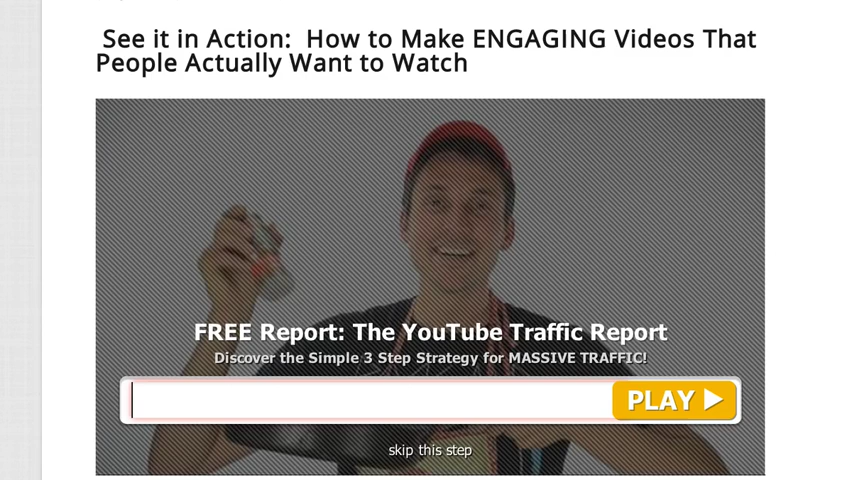 See it in Action:  How to Make ENGAGING Videos That
People Actually Want to Watch
FREE Report: The YouTube Traffic Report
Discover the Simple 3 Step Strategy for MASSIVE TRAFFIC!
PLAY
skip this step